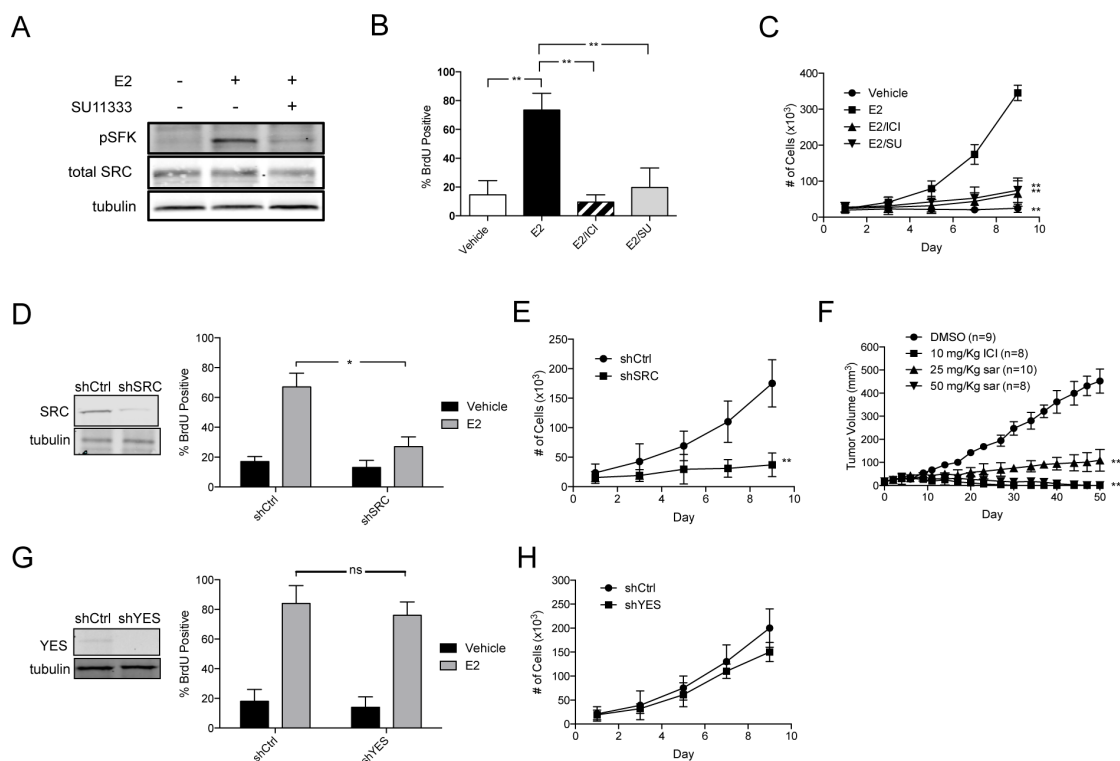 A
E2 - + +
SU11333 - - +
pSFK
total SRC
tubulin
B
% BrdU Positive
100
80
60
40
20
0
**
**
**
Vehicle
E2
E2/ICI
E2/SU
C
# of Cells (x10³)
400
300
200
100
0
Vehicle
E2
E2/ICI
E2/SU
**
**
**
0 2 4 6 8 10
Day
D
shCtrl shSRC
SRC
tubulin
% BrdU Positive
100
80
60
40
20
0
*
Vehicle
E2
shCtrl
shSRC
E
# of Cells (x10³)
250
200
150
100
50
0
shCtrl
shSRC
**
0 2 4 6 8 10
Day
F
DMSO (n=9)
10 mg/Kg ICI (n=8)
25 mg/Kg sar (n=10)
50 mg/Kg sar (n=8)
Tumor Volume (mm³)
600
500
400
300
200
100
0
**
**
0 10 20 30 40 50
Day
G
shCtrl shYES
YES
tubulin
% BrdU Positive
100
80
60
40
20
0
ns
Vehicle
E2
shCtrl
shYES
H
# of Cells (x10³)
250
200
150
100
50
0
shCtrl
shYES
0 2 4 6 8 10
Day